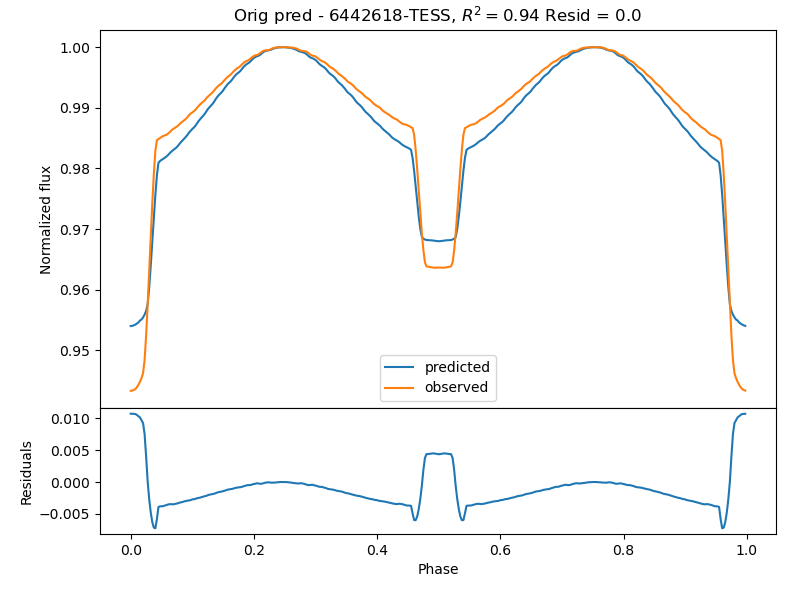 Orig pred - 6442618-TESS, R² = 0.94 Resid = 0.0
Normalized flux
1.00
0.99
0.98
0.97
0.96
0.95
predicted
observed
Residuals
0.010
0.005
0.000
−0.005
0.0 0.2 0.4 0.6 0.8 1.0
Phase